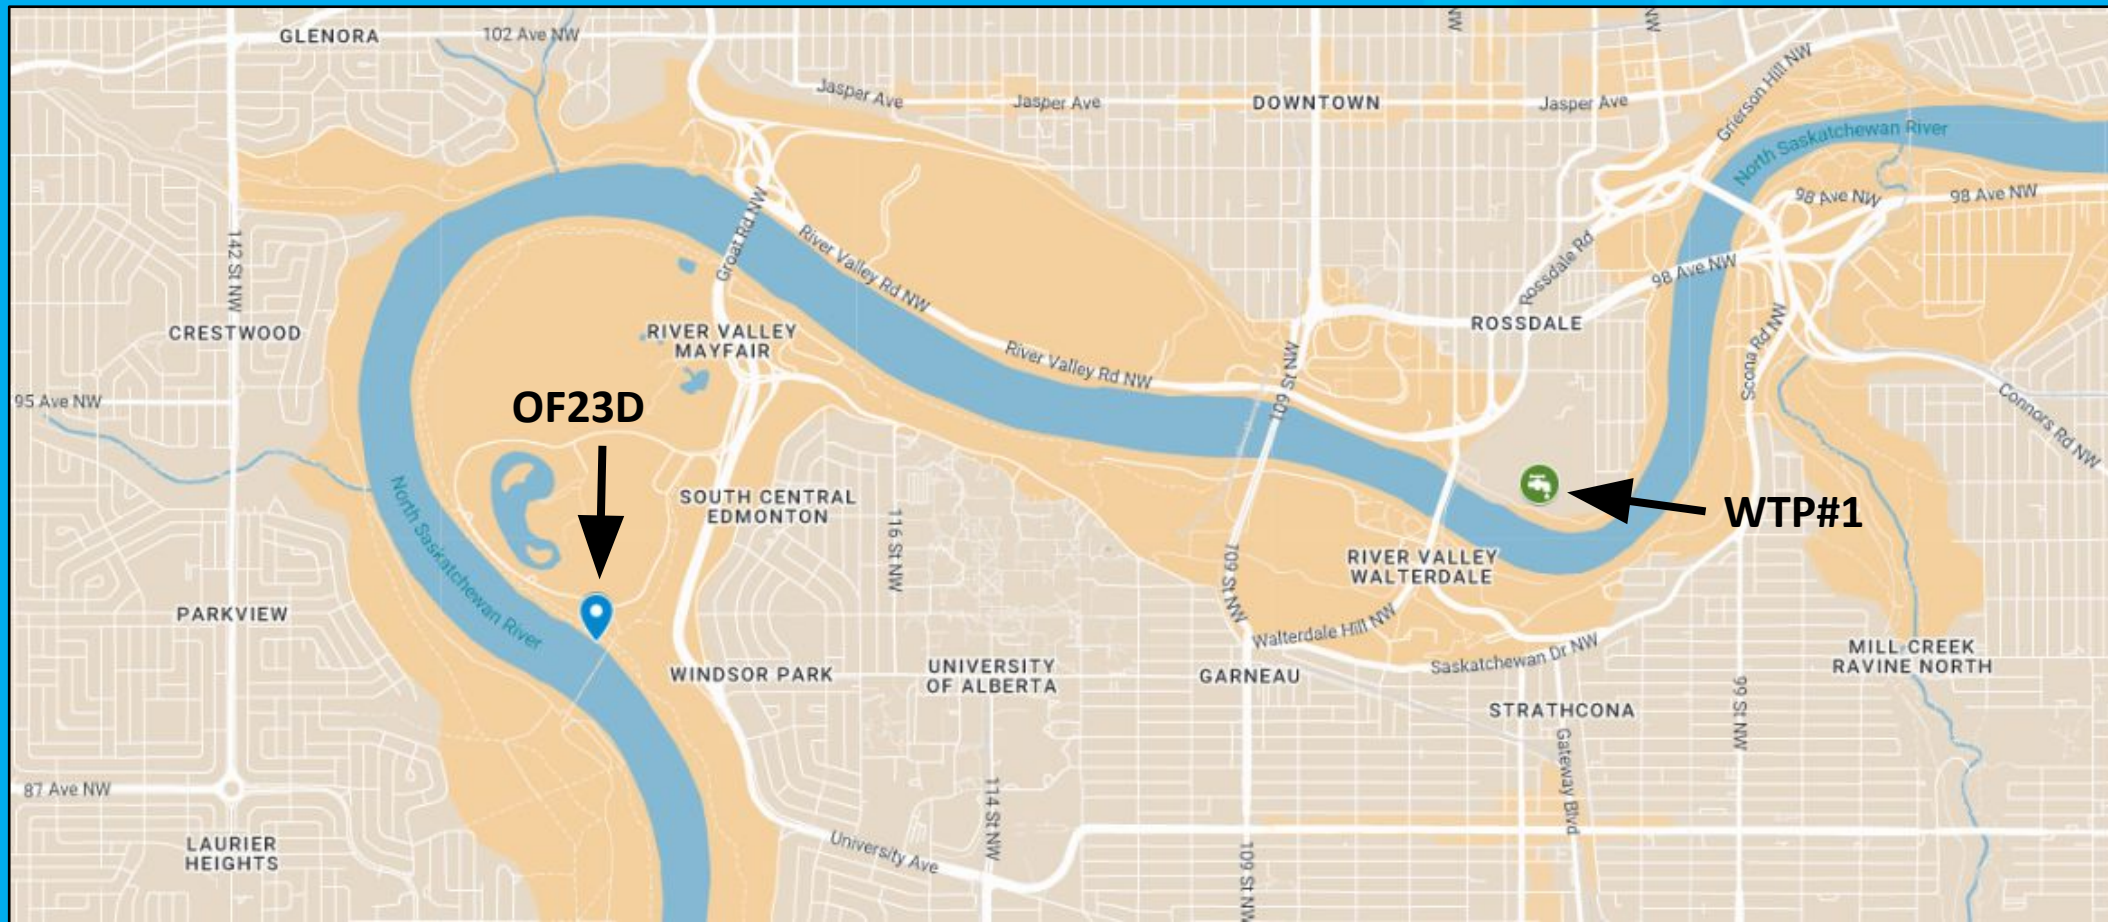 GLENORA
102 Ave NW
NW
NW
Jasper Ave
Jasper Ave
DOWNTOWN
Jasper Ave
Grierson Hill NW
North Saskatchewan River
142 St NW
Groat Rd NW
River Valley Rd NW
98 Ave NW
98 Ave NW
Rossdale Rd
98 Ave NW
CRESTWOOD
RIVER VALLEY
MAYFAIR
River Valley Rd NW
109 St NW
ROSSDALE
Scona Rd NW
95 Ave NW
OF23D
Connors Rd NW
North Saskatchewan River
SOUTH CENTRAL
EDMONTON
116 St NW
WTP#1
RIVER VALLEY
WALTERDALE
109 St NW
PARKVIEW
Walterdale Hill NW
WINDSOR PARK
UNIVERSITY
OF ALBERTA
GARNEAU
Saskatchewan Dr NW
MILL CREEK
RAVINE NORTH
STRATHCONA
99 St NW
Gateway Blvd
87 Ave NW
114 St NW
LAURIER
HEIGHTS
University Ave
109 St NW